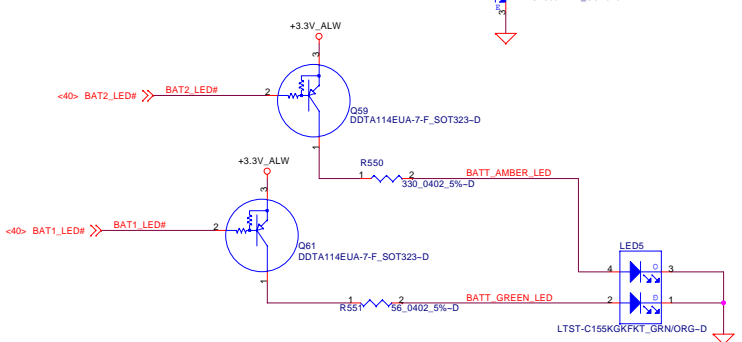 3
+3.3V_ALW
3
<40> BAT2_LED#
BAT2_LED#
2
Q59
DDTA114EUA-7-F_SOT323~D
1
R550
1
2
330_0402_5%~D
BATT_AMBER_LED
+3.3V_ALW
3
<40> BAT1_LED#
BAT1_LED#
2
Q61
DDTA114EUA-7-F_SOT323~D
1
LED5
4
O
3
1
2
R551
56_0402_5%~D
BATT_GREEN_LED
2
G
1
LTST-C155KGKFKT_GRN/ORG~D